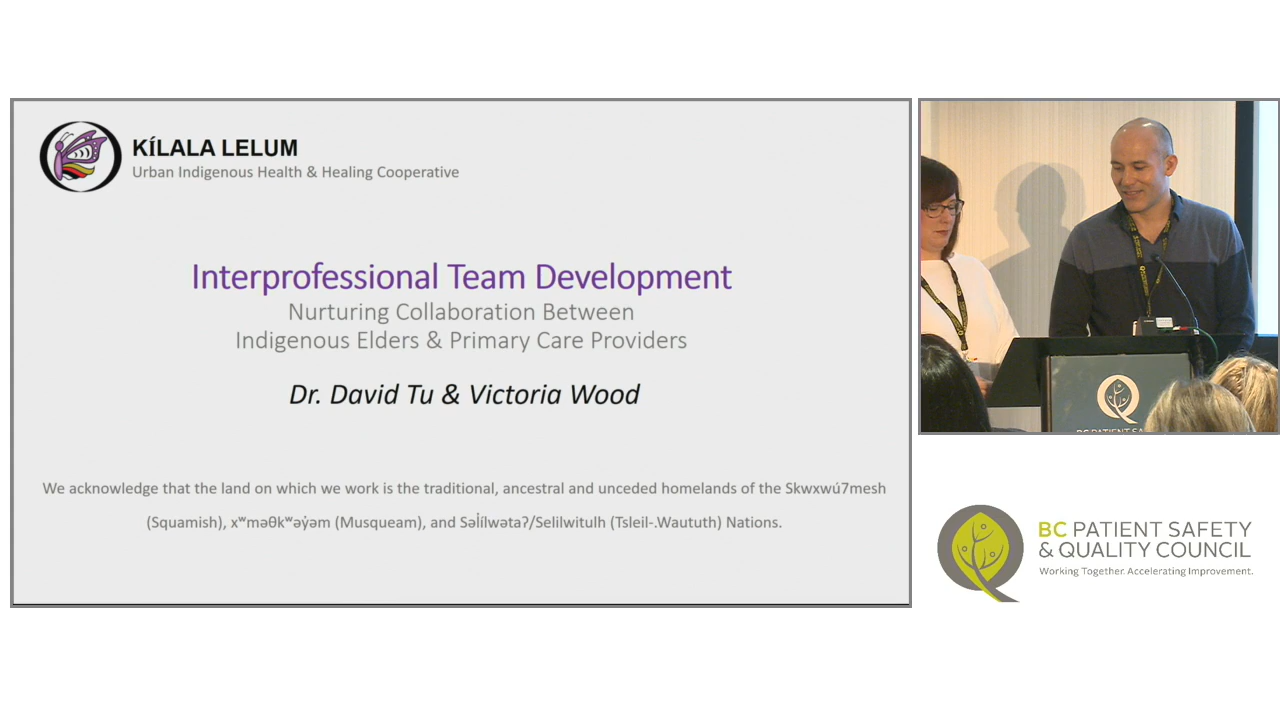 KÍLALA LELUM
Urban Indigenous Health & Healing Cooperative
Interprofessional Team Development
Nurturing Collaboration Between
Indigenous Elders & Primary Care Providers
Dr. David Tu & Victoria Wood
We acknowledge that the land on which we work is the traditional, ancestral and unceded homelands of the Skwxwú7mesh
(Squamish), xʷməθkʷəy̓əm (Musqueam), and Səl̓ílwətaʔ/Selilwitulh (Tsleil-.Waututh) Nations.
BC PATIENT SA
BC PATIENT SAFETY
& QUALITY COUNCIL
Working Together. Accelerating Improvement.